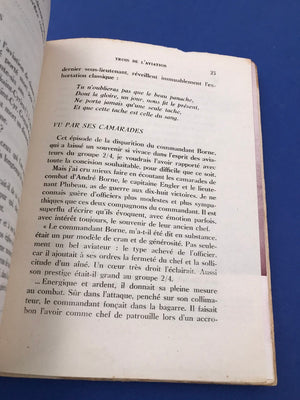 TROIS DE L'AVIATION
25
dernier sous-lieutenant, réveillent immuablement l'ex-
hortation classique :
Tu n'oublieras pas que le beau panache,
Dont la gloire, un jour, nous fit le présent,
Ne porta jamais qu'une seule tache,
Et que cette tache est celle du sang.
VU PAR SES CAMARADES
Cet épisode de la disparition du commandant Borne,
qui a laissé un souvenir si vivace dans l'esprit des avia-
teurs du groupe 2/4, je voudrais l'avoir rapporté avec
toute la concision souhaitable, pour difficile que ce soit.
Mais j'ai cru mieux faire en écoutant les camarades de
combat d'André Borne, le capitaine Engler et le lieute-
nant Plubeau, as de guerre aux dix-huit victoires. Je
ne connais guère d'officiers plus modestes et plus sympa-
thiques que ces deux compagnons du commandant. Il est
superflu d'écrire qu'ils évoquent, avec émotion parfois,
avec intérêt toujours, le souvenir de leur ancien chef.
« Le commandant Borne, m'a-t-il été dit en substance,
était un pur modèle de cran et de générosité. Pas seule-
ment un bel aviateur : le type achevé de l'officier,
car il ajoutait à ses ordres la fermeté du chef et la solli-
citude d'un aîné. Un cœur très droit l'éclairait. Aussi
son prestige était-il grand au groupe 2/4.
... Energique et ardent, il donnait sa pleine mesure
au combat. Sûr dans l'attaque, penché sur son collima-
teur, le commandant fonçait dans la bagarre. Il faisait
bon l'avoir comme chef de patrouille lors d'un accro-